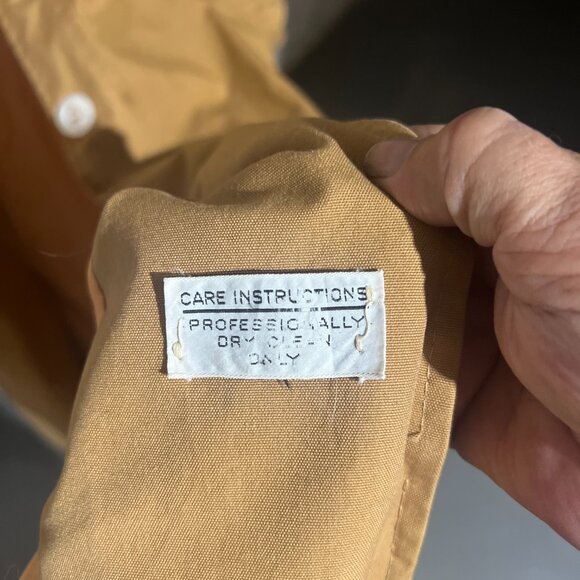 CARE INSTRUCTIONS
PROFESSIONALLY
DRY CLEAN
ONLY